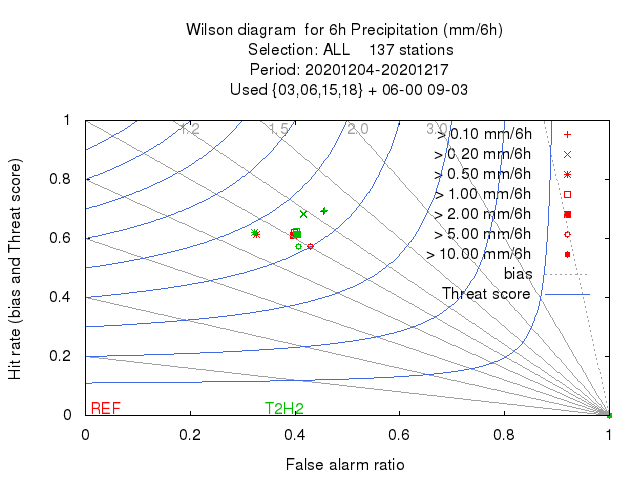 Wilson diagram  for 6h Precipitation (mm/6h)
Selection: ALL    137 stations
Period: 20201204-20201217
Used {03,06,15,18} + 06-00 09-03
1.2 1.5 2.0 3.0
> 0.10 mm/6h
> 0.20 mm/6h
> 0.50 mm/6h
> 1.00 mm/6h
> 2.00 mm/6h
> 5.00 mm/6h
> 10.00 mm/6h
bias
Threat score
Hit rate (bias and Threat score)
1
0.8
0.6
0.4
0.2
0
REF T2H2
0 0.2 0.4 0.6 0.8 1
False alarm ratio